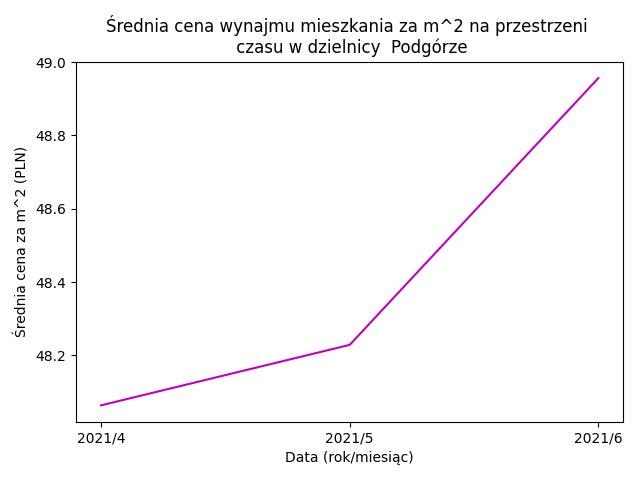 Średnia cena wynajmu mieszkania za m^2 na przestrzeni
czasu w dzielnicy  Podgórze
Średnia cena za m^2 (PLN)
49.0
48.8
48.6
48.4
48.2
2021/4
2021/5
2021/6
Data (rok/miesiąc)